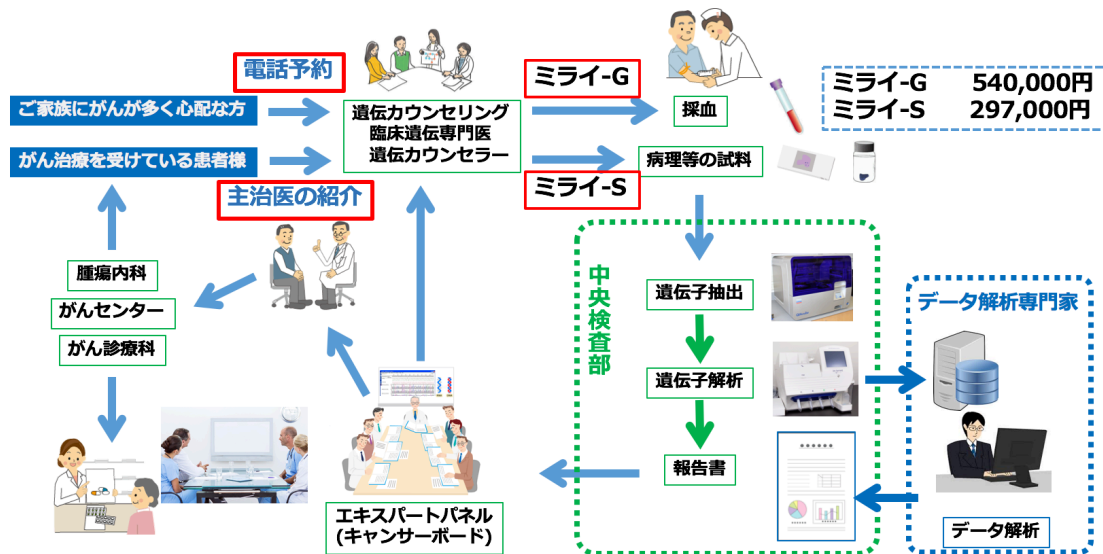 電話予約
ミライ-G
ミライ-G 540,000円
ミライ-S 297,000円
ご家族にがんが多く心配な方
遺伝カウンセリング
臨床遺伝専門医
遺伝カウンセラー
採血
がん治療を受けている患者様
病理等の試料
主治医の紹介
ミライ-S
腫瘍内科
がんセンター
がん診療科
中央検査部
遺伝子抽出
遺伝子解析
報告書
データ解析専門家
データ解析
エキスパートパネル
(キャンサーボード)